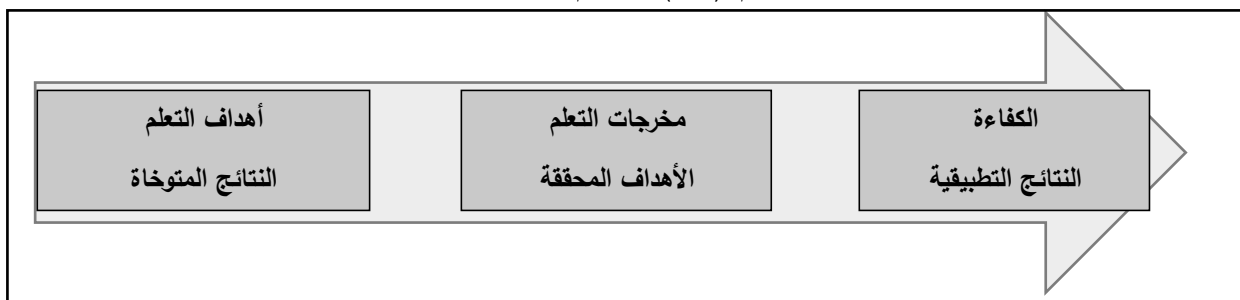 أهداف التعلم
النتائج المتوخاة
مخرجات التعلم
الأهداف المحققة
الكفاءة
النتائج التطبيقية